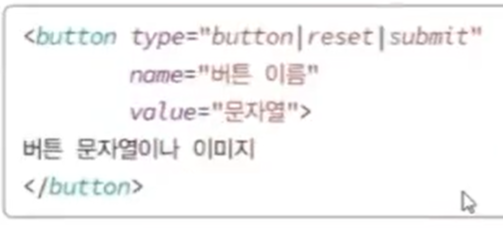 <button type="button|reset|submit"
name="버튼 이름"
value="문자열">
버튼 문자열이나 이미지
</button>